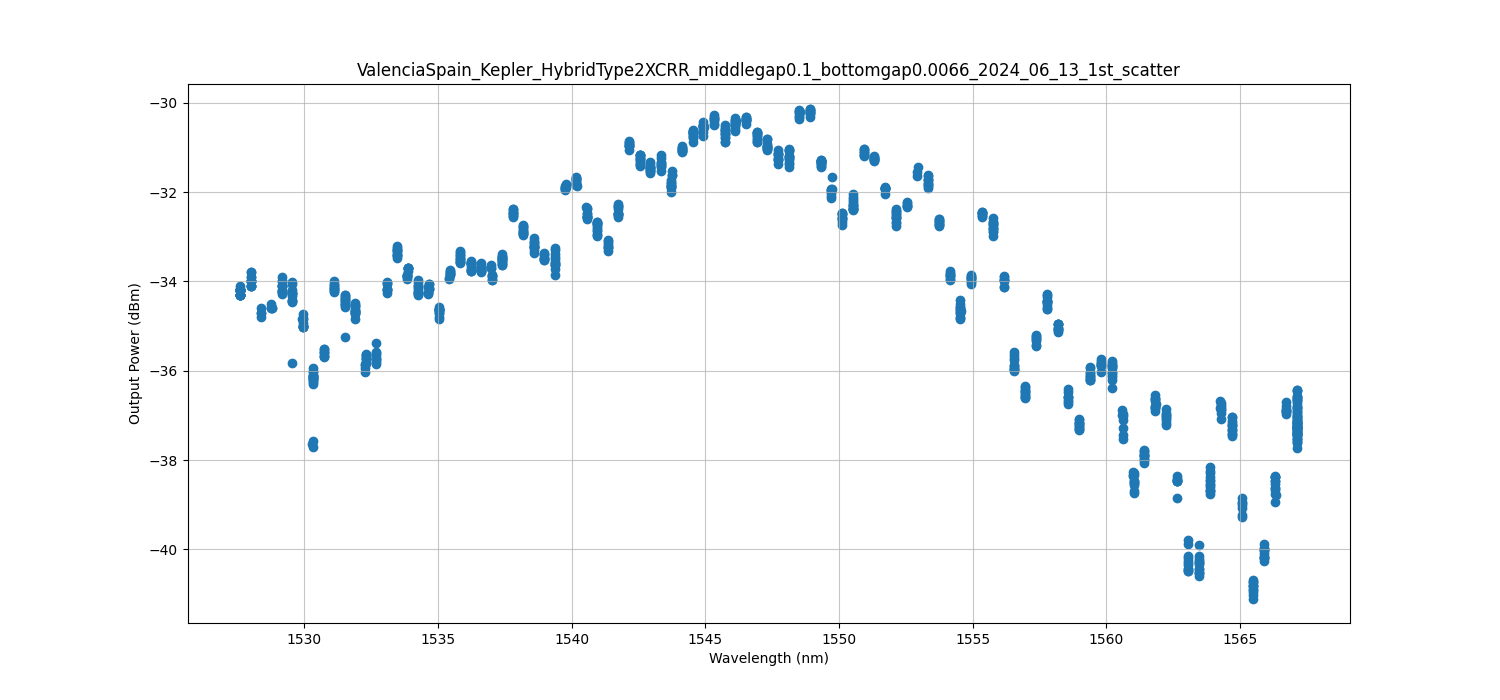 ValenciaSpain_Kepler_HybridType2XCRR_middlegap0.1_bottomgap0.0066_2024_06_13_1st_scatter
Output Power (dBm)
−30
−32
−34
−36
−38
−40
1530 1535 1540 1545 1550 1555 1560 1565
Wavelength (nm)